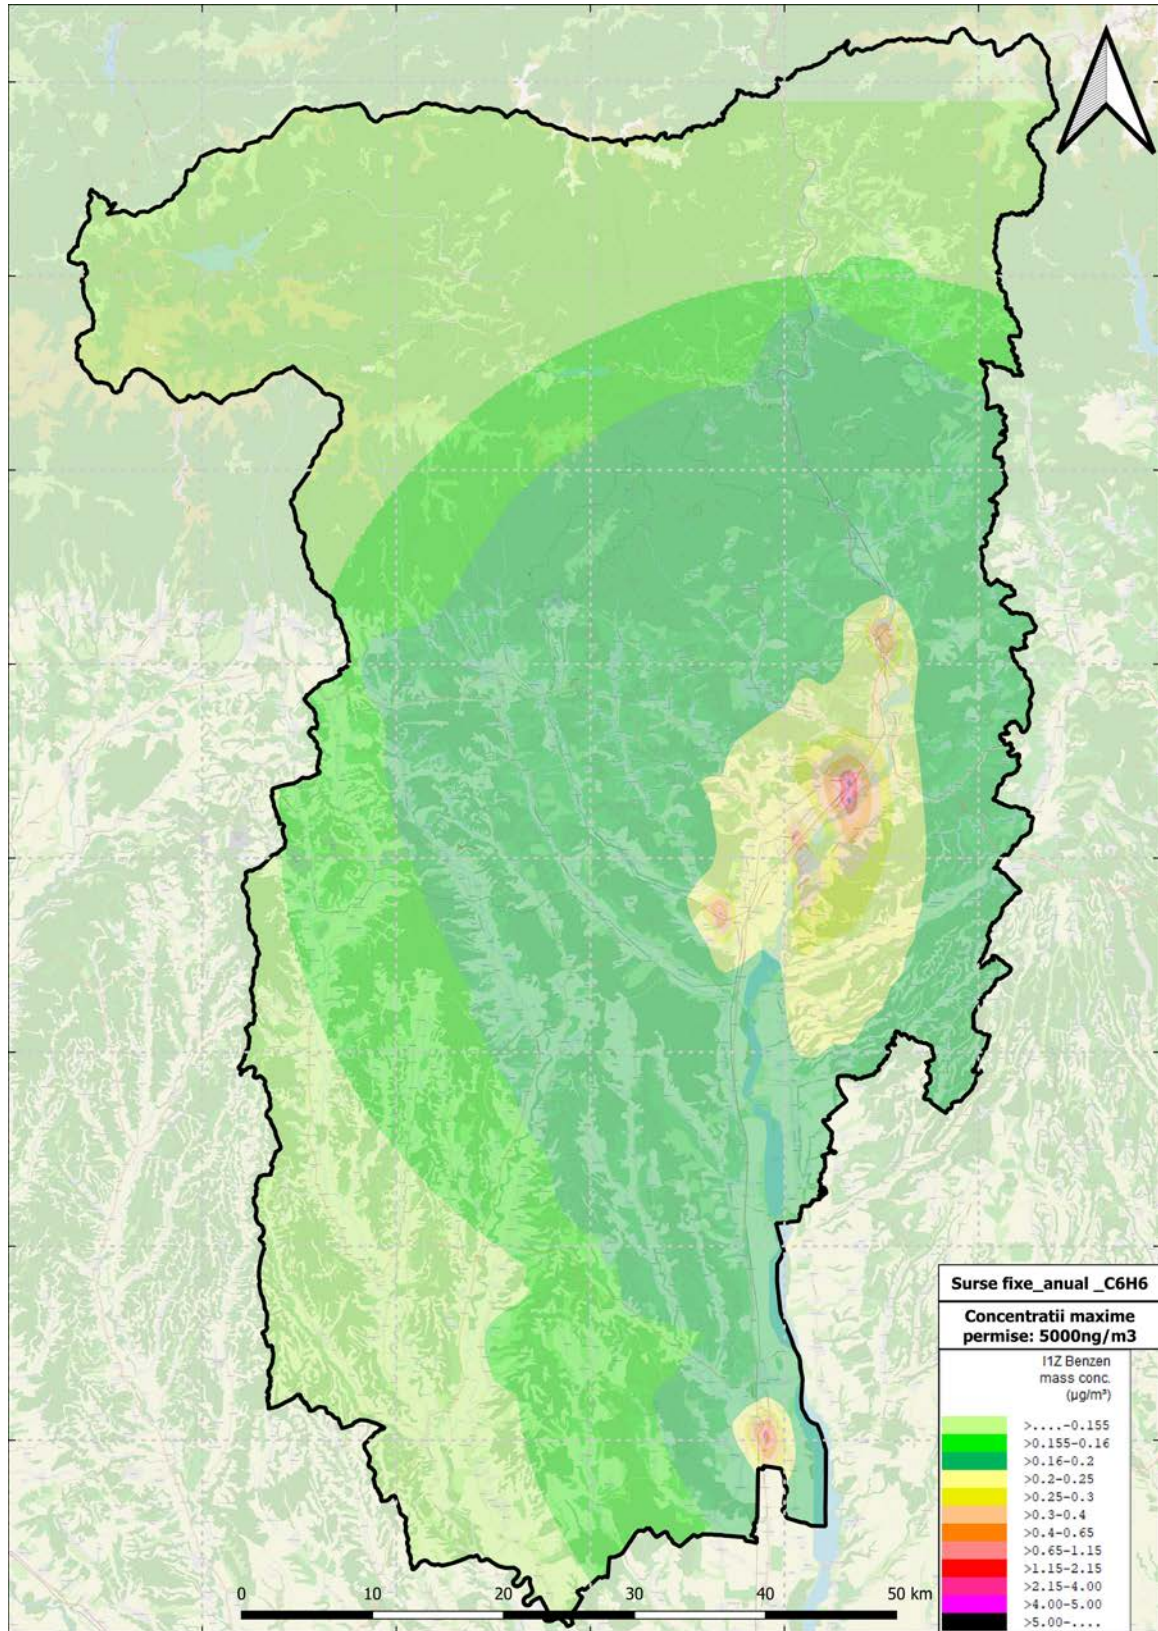 Surse fixe_anual _C6H6
Concentratii maxime
permise: 5000ng/m3
I1Z Benzen
mass conc.
(µg/m³)
>....-0.155
>0.155-0.16
>0.16-0.2
>0.2-0.25
>0.25-0.3
>0.3-0.4
>0.4-0.65
>0.65-1.15
>1.15-2.15
>2.15-4.00
>4.00-5.00
>5.00-....
0 10 20 30 40 50 km